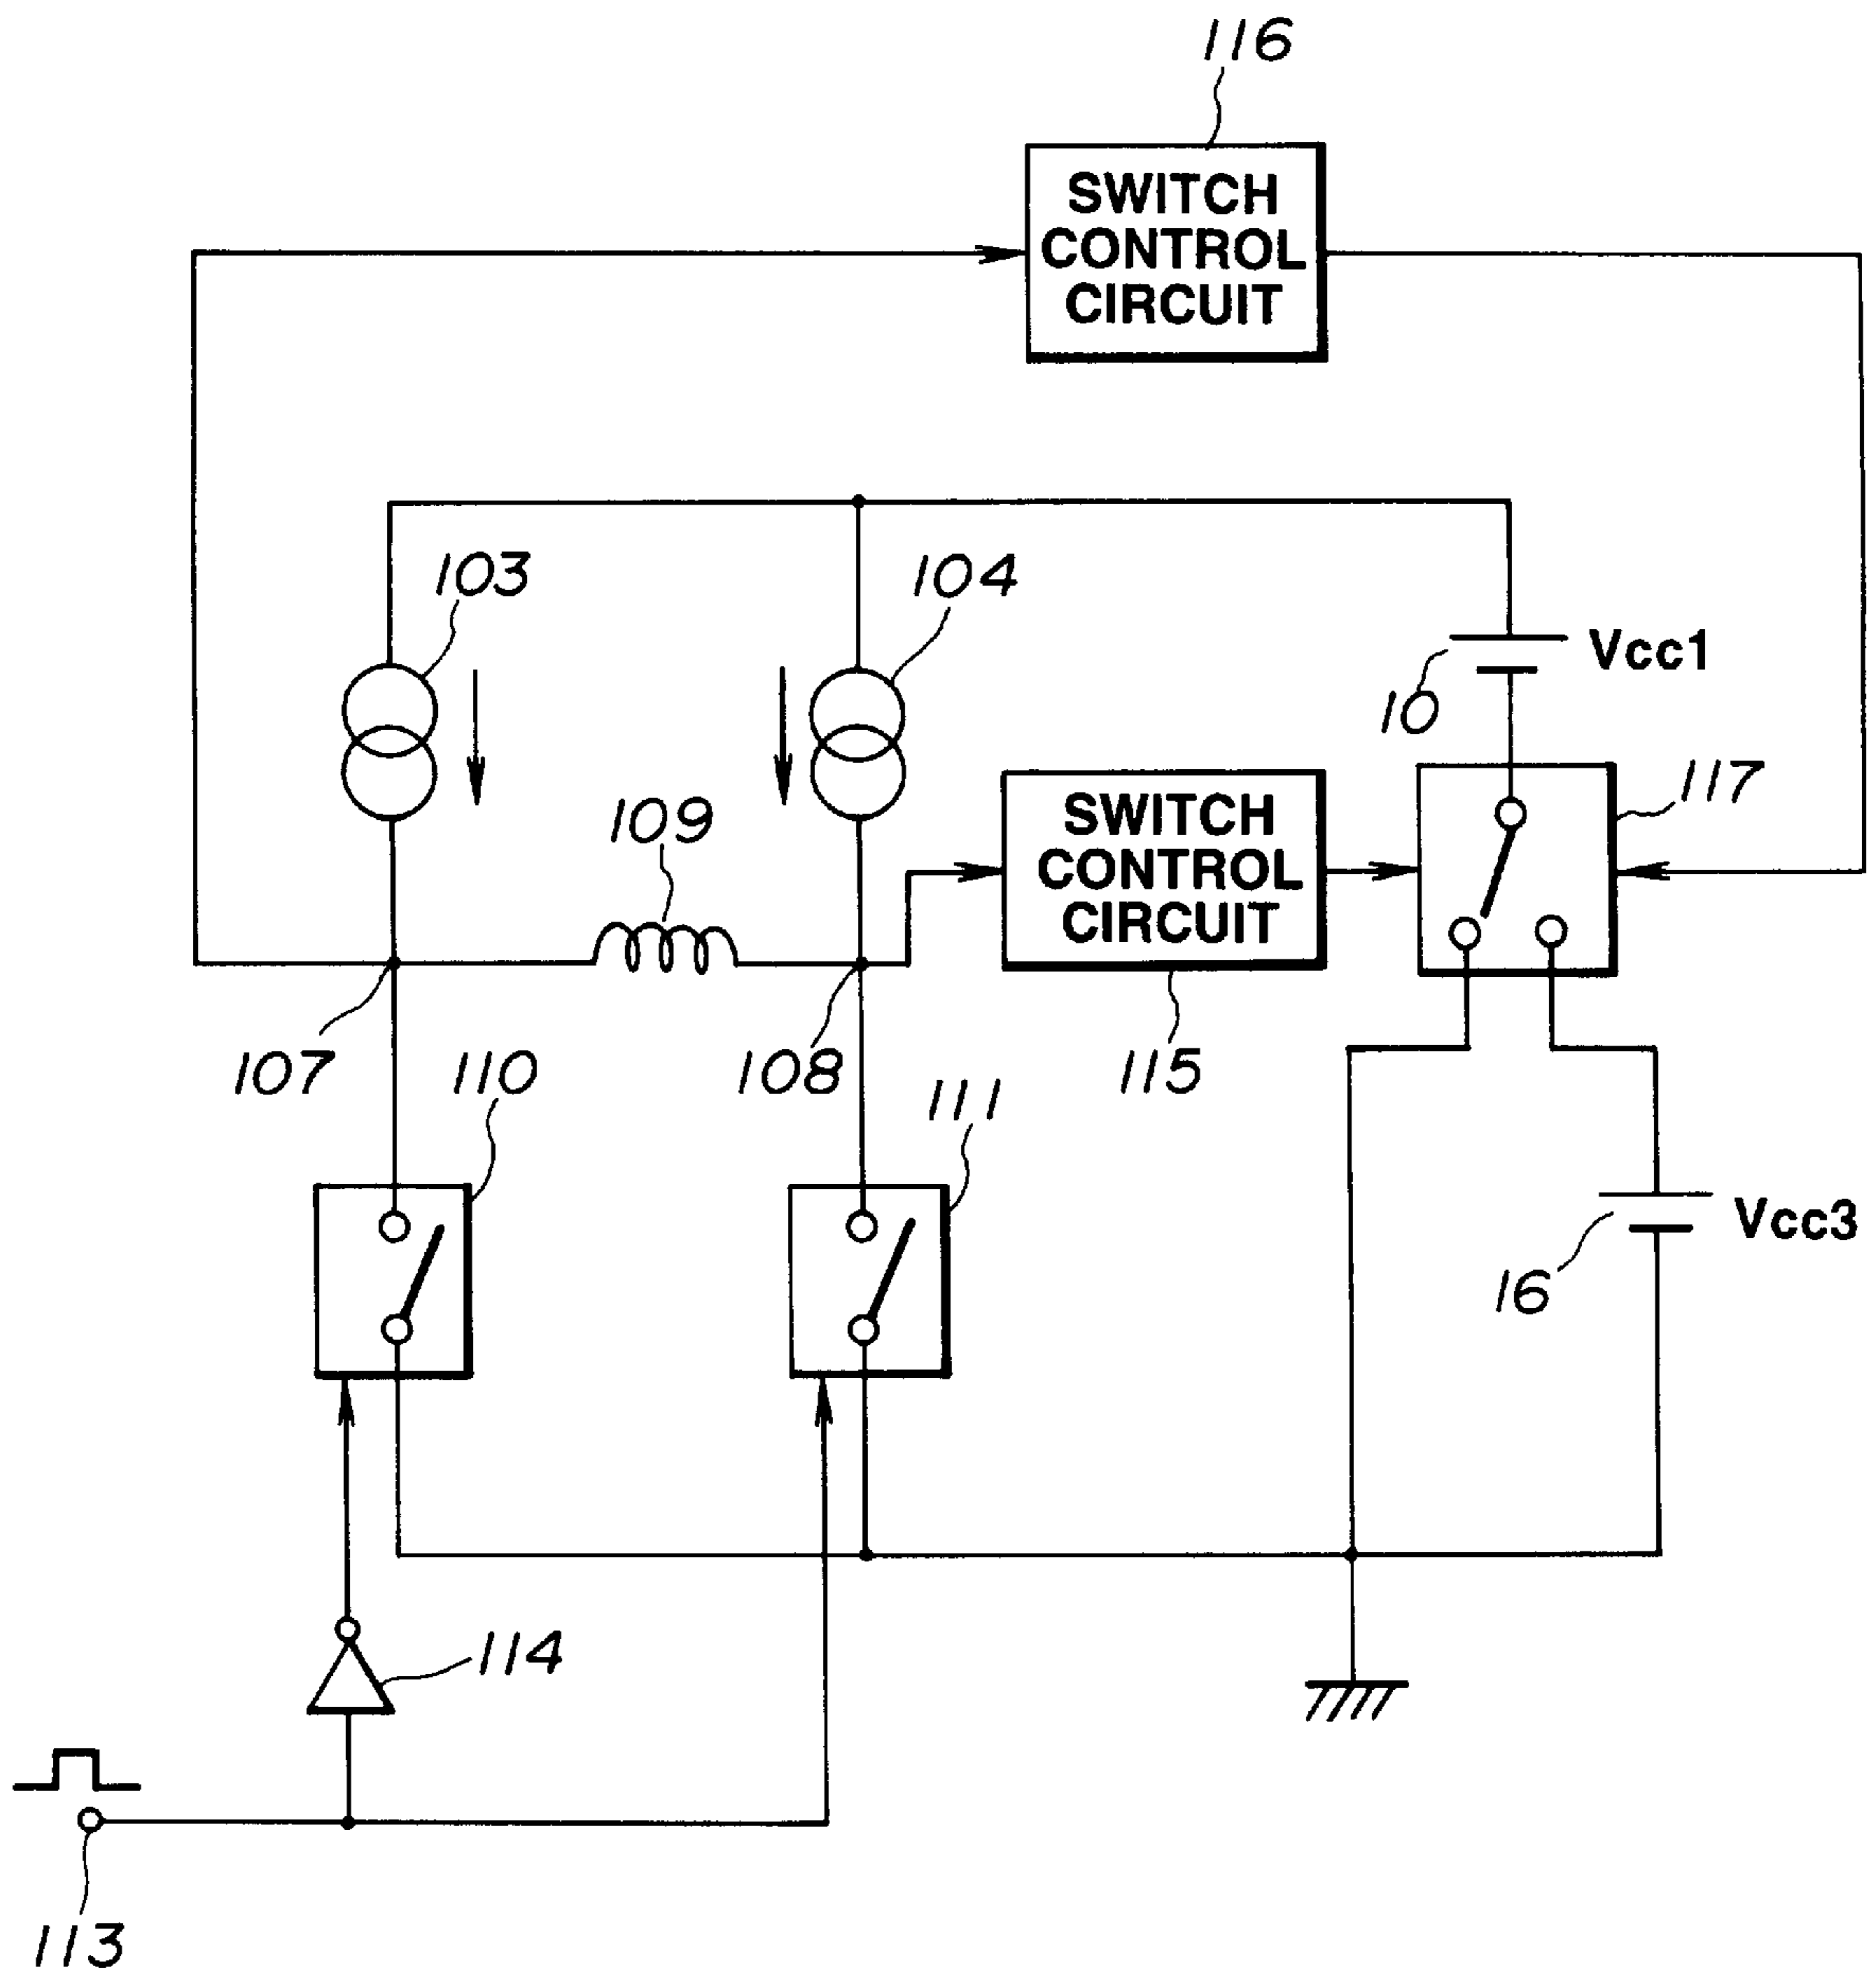 116
SWITCH
CONTROL
CIRCUIT
103
104
Vcc1
10
117
109
SWITCH
CONTROL
CIRCUIT
107
110
108
111
115
Vcc3
16
114
113